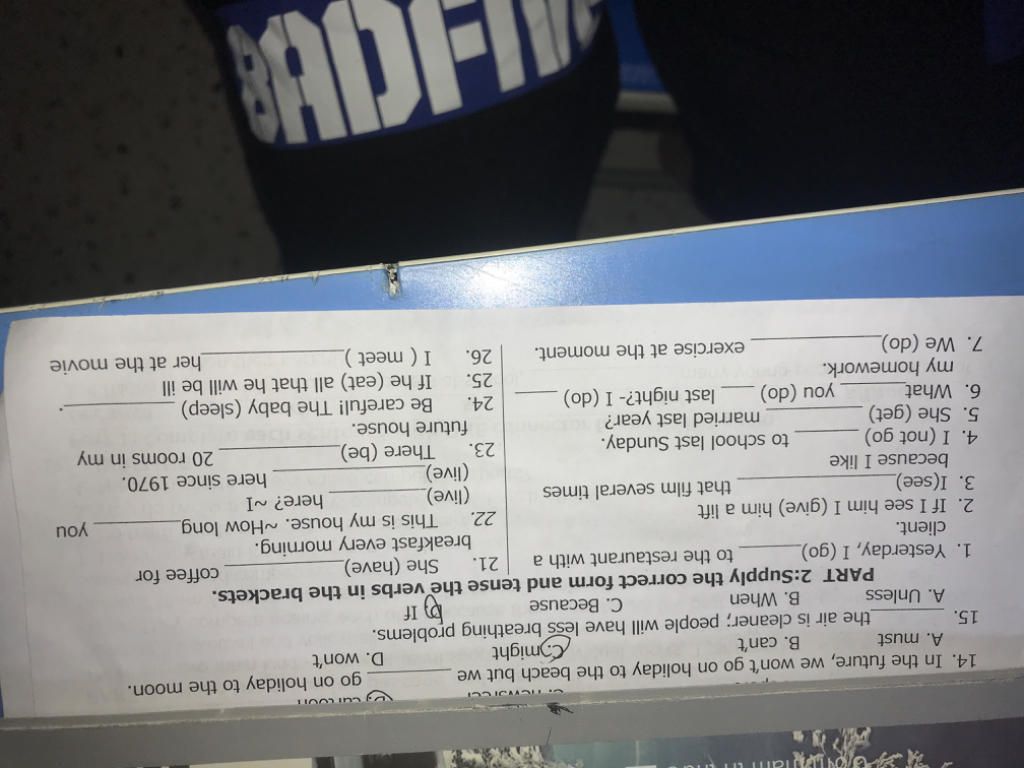 BADFIVE
C. newsreel
D. cartoon
14. In the future, we won't go on holiday to the beach but we ______ go on holiday to the moon.
A. must B. can't C. might D. won't
15. ______the air is cleaner; people will have less breathing problems.
A. Unless B. When C. Because D. If
PART 2:Supply the correct form and tense the verbs in the brackets.
1. Yesterday, I (go)______ to the restaurant with a
client.
2. If I see him I (give) him a lift
3. I(see)______ that film several times
because I like
4. I (not go) ______ to school last Sunday.
5. She (get) ______ married last year?
6. What______ you (do) ___ last night?- I (do) ____
my homework.
7. We (do)______ exercise at the moment.
21. She (have)______ coffee for
breakfast every morning.
22. This is my house. ~How long______ you
(live)______ here? ~I
(live)______ here since 1970.
23. There (be)______ 20 rooms in my
future house.
24. Be careful! The baby (sleep) ______.
25. If he (eat) all that he will be ill
26. I ( meet )______her at the movie